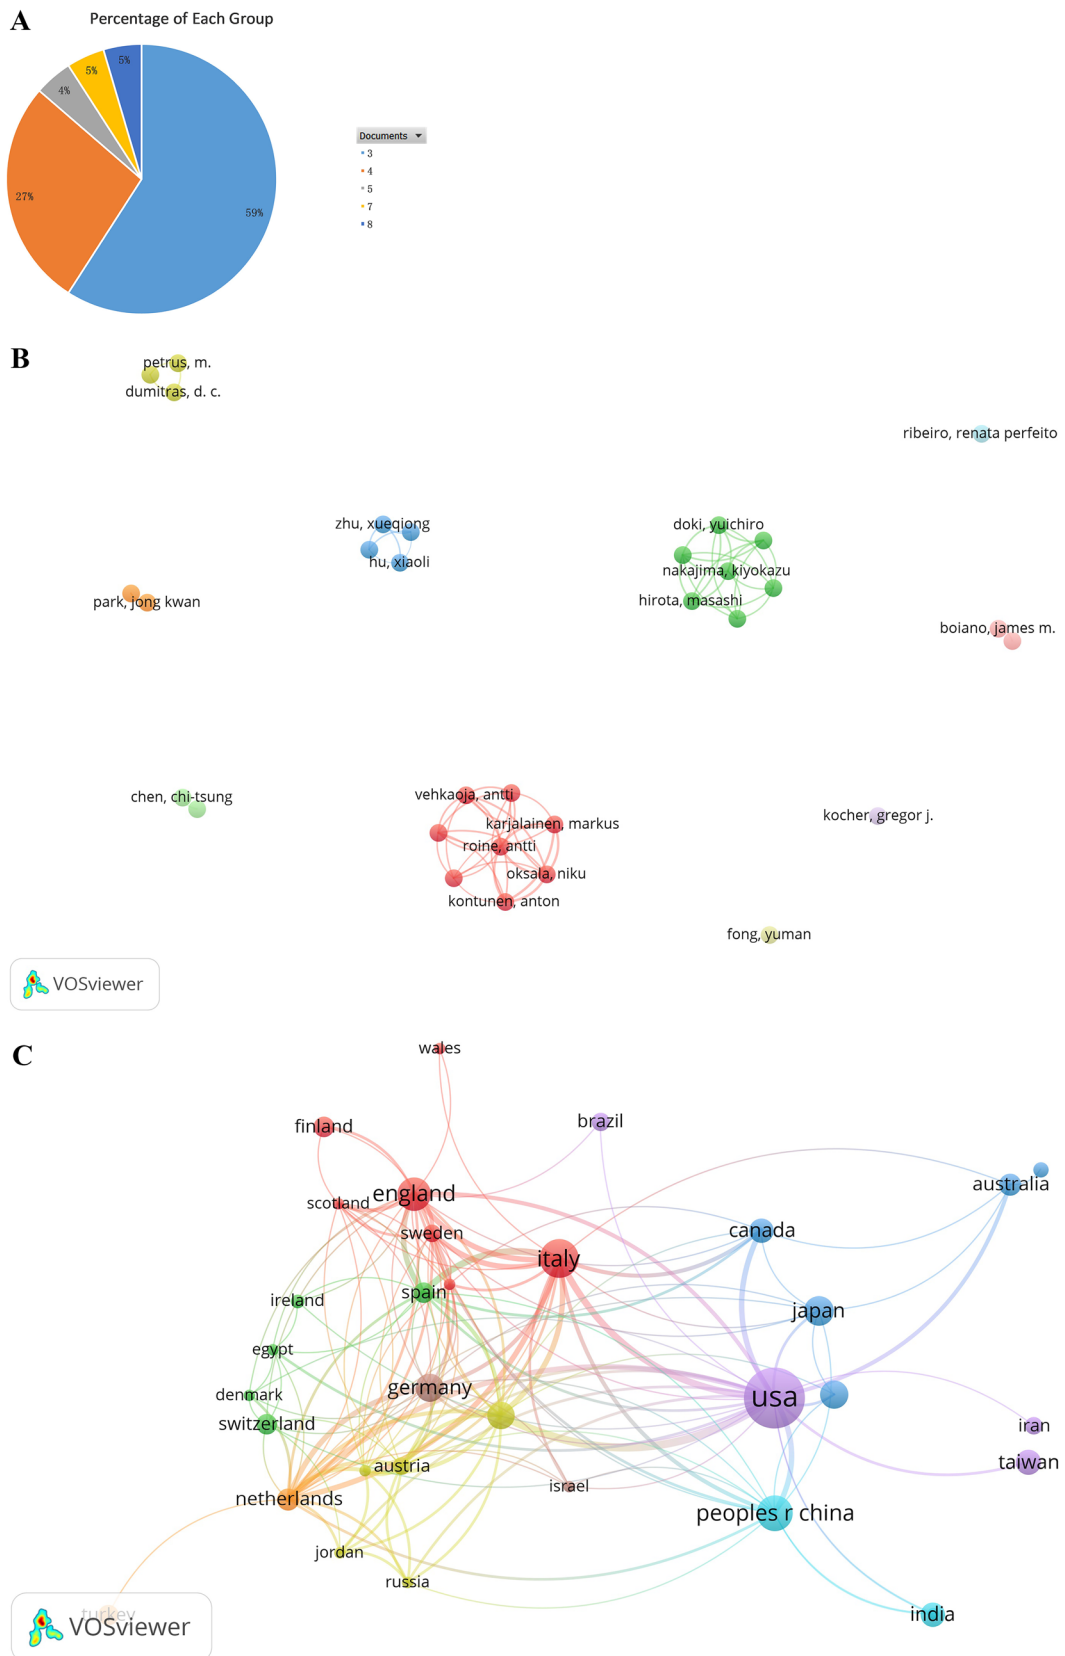 A
Percentage of Each Group
5%
5%
4%
27%
59%
Documents
3
4
5
7
8
B
petrus, m.
dumitras, d. c.
ribeiro, renata perfeito
zhu, xueqiong
hu, xiaoli
doki, yuichiro
nakajima, kiyokazu
hirota, masashi
park, jong kwan
boiano, james m.
chen, chi-tsung
vehkaoja, antti
karjalainen, markus
roine, antti
oksala, niku
kontunen, anton
kocher, gregor j.
fong, yuman
VOSviewer
C
wales
finland
brazil
scotland
england
australia
sweden
canada
italy
spain
ireland
japan
egypt
germany
denmark
usa
switzerland
iran
austria
taiwan
israel
netherlands
peoples r china
jordan
russia
turkey
india
VOSviewer